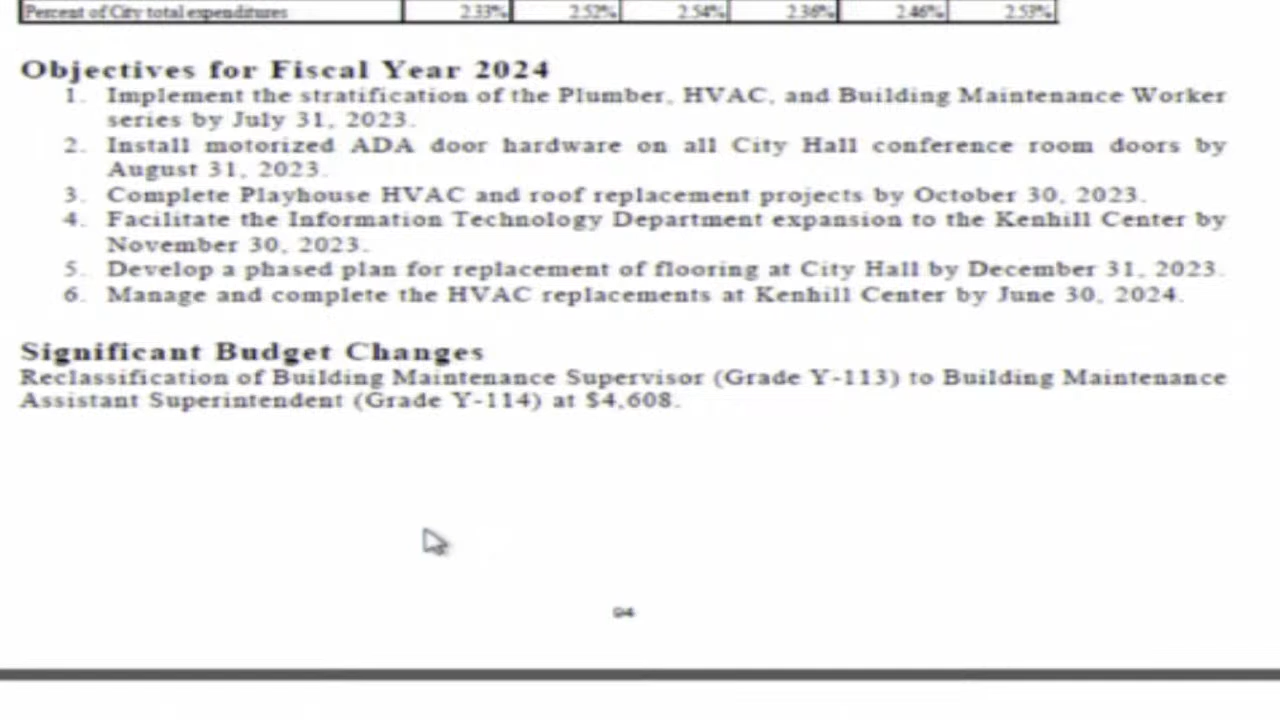 Percent of City total expenditures 2.33% 2.52% 2.54% 2.36% 2.46% 2.53%
Objectives for Fiscal Year 2024
1. Implement the stratification of the Plumber, HVAC, and Building Maintenance Worker
series by July 31, 2023.
2. Install motorized ADA door hardware on all City Hall conference room doors by
August 31, 2023.
3. Complete Playhouse HVAC and roof replacement projects by October 30, 2023.
4. Facilitate the Information Technology Department expansion to the Kenhill Center by
November 30, 2023.
5. Develop a phased plan for replacement of flooring at City Hall by December 31, 2023.
6. Manage and complete the HVAC replacements at Kenhill Center by June 30, 2024.
Significant Budget Changes
Reclassification of Building Maintenance Supervisor (Grade Y-113) to Building Maintenance
Assistant Superintendent (Grade Y-114) at $4,608.
94